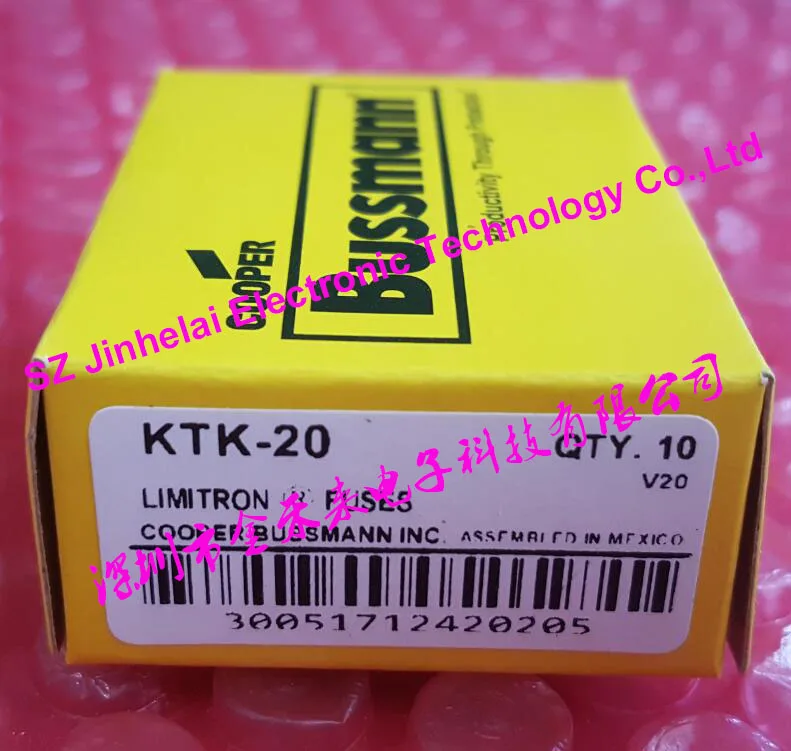 COOPER
Bussmann
Productivity Through Protection
SZ Jinhelai Electronic Technology Co.,Ltd
KTK-20
QTY. 10
V20
LIMITRON FUSES
COOPER BUSSMANN INC. ASSEMBLED IN MEXICO
深圳市金禾来电子科技有限公司
30051712420205